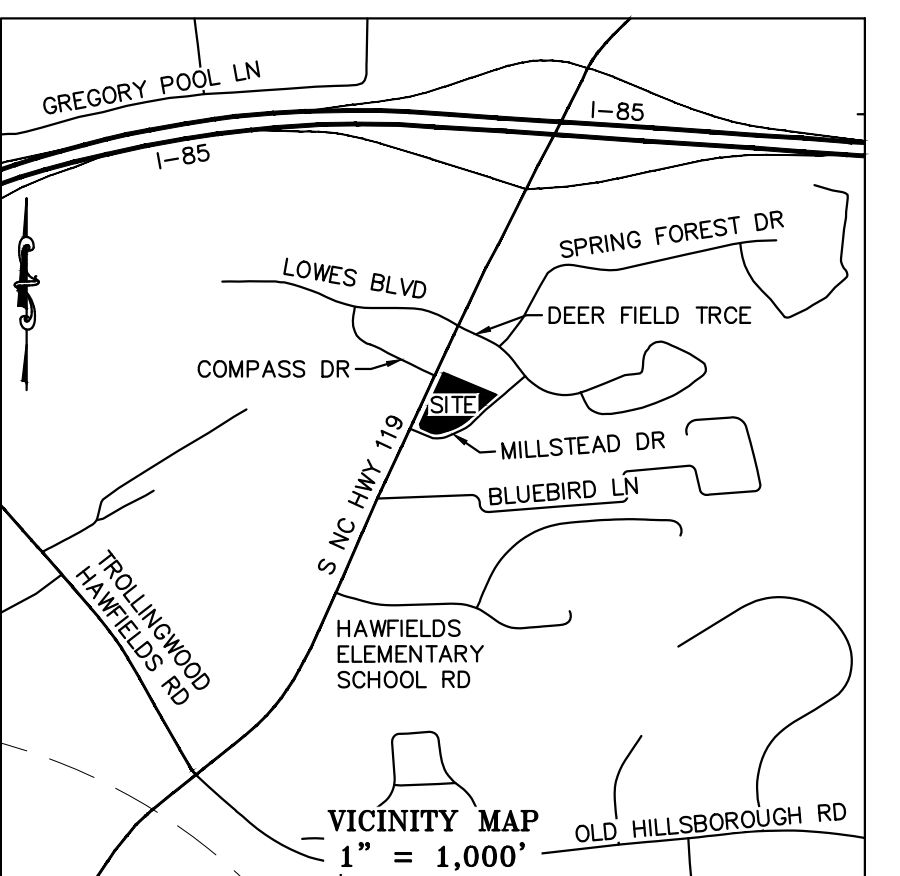 GREGORY POOL LN
I-85
I-85
SPRING FOREST DR
LOWES BLVD
DEER FIELD TRCE
COMPASS DR
SITE
MILLSTEAD DR
S NC HWY 119
BLUEBIRD LN
TROLLINGWOOD
HAWFIELDS RD
HAWFIELDS
ELEMENTARY
SCHOOL RD
VICINITY MAP
1" = 1,000'
OLD HILLSBOROUGH RD